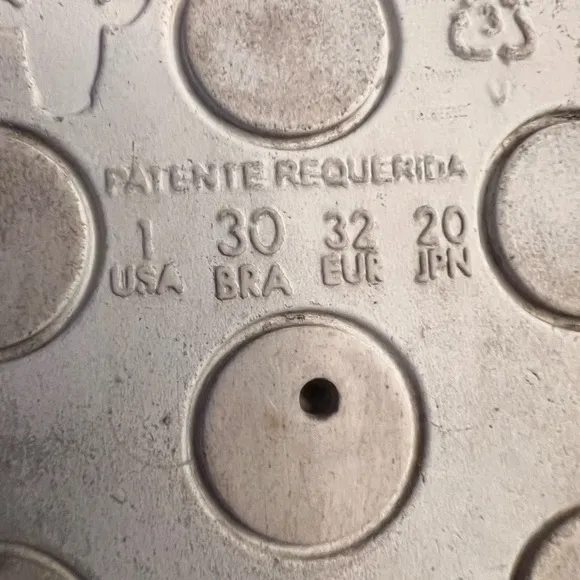 PATENTE REQUERIDA
1 30 32 20
USA BRA EUR JPN